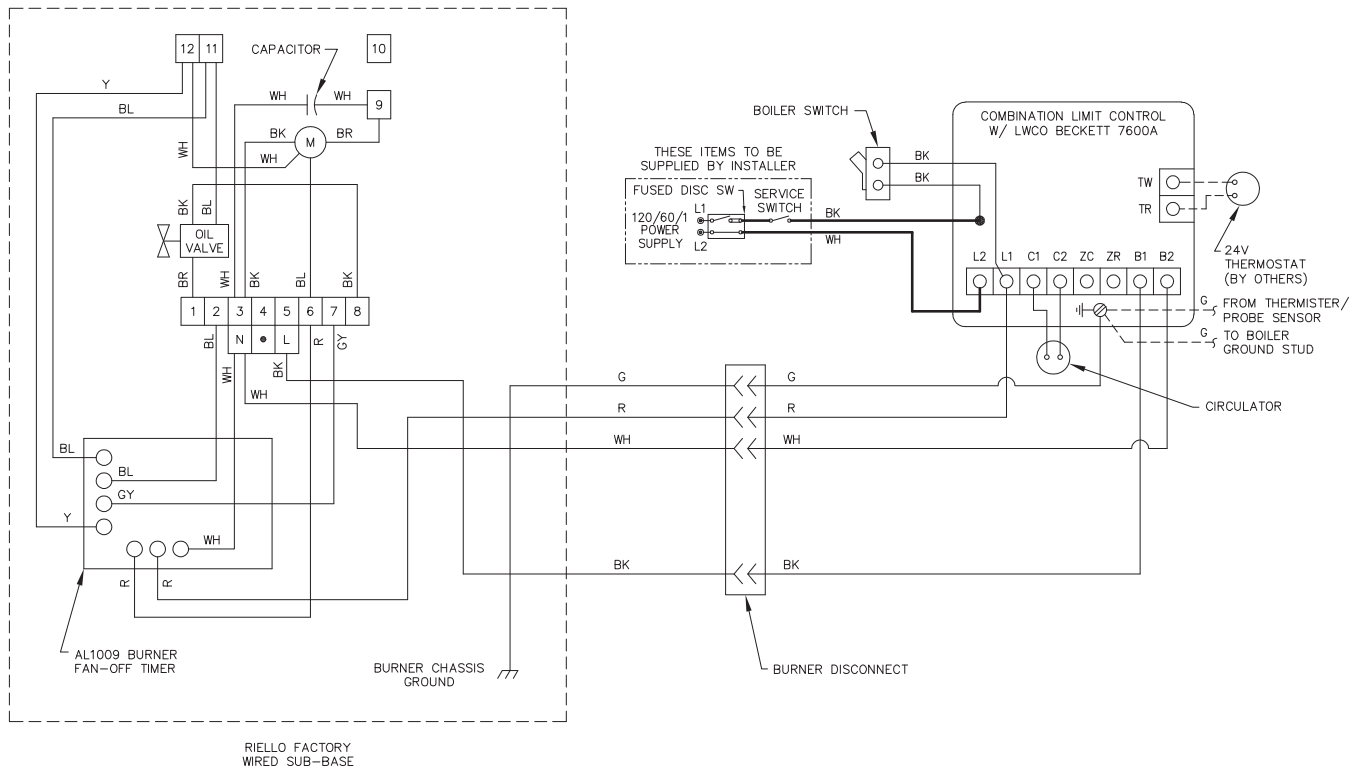 12 11
CAPACITOR
10
Y
WH
WH
9
BL
BOILER SWITCH
COMBINATION LIMIT CONTROL
W/ LWCO BECKETT 7600A
BK
M
BR
WH
WH
THESE ITEMS TO BE
SUPPLIED BY INSTALLER
BK
BK
TW
TR
FUSED DISC SW
SERVICE
SWITCH
L1
120/60/1
POWER
SUPPLY
L2
BK
WH
BK
BL
OIL
VALVE
24V
THERMOSTAT
(BY OTHERS)
L2 L1 C1 C2 ZC ZR B1 B2
BR
WH
BK
BL
BK
G
FROM THERMISTER/
PROBE SENSOR
1 2 3 4 5 6 7 8
G
TO BOILER
GROUND STUD
BL
N
L
R
GY
WH
BK
WH
G
G
CIRCULATOR
R
R
WH
WH
BL
BL
GY
Y
WH
R
R
BK
BK
AL1009 BURNER
FAN-OFF TIMER
BURNER CHASSIS
GROUND
BURNER DISCONNECT
RIELLO FACTORY
WIRED SUB-BASE